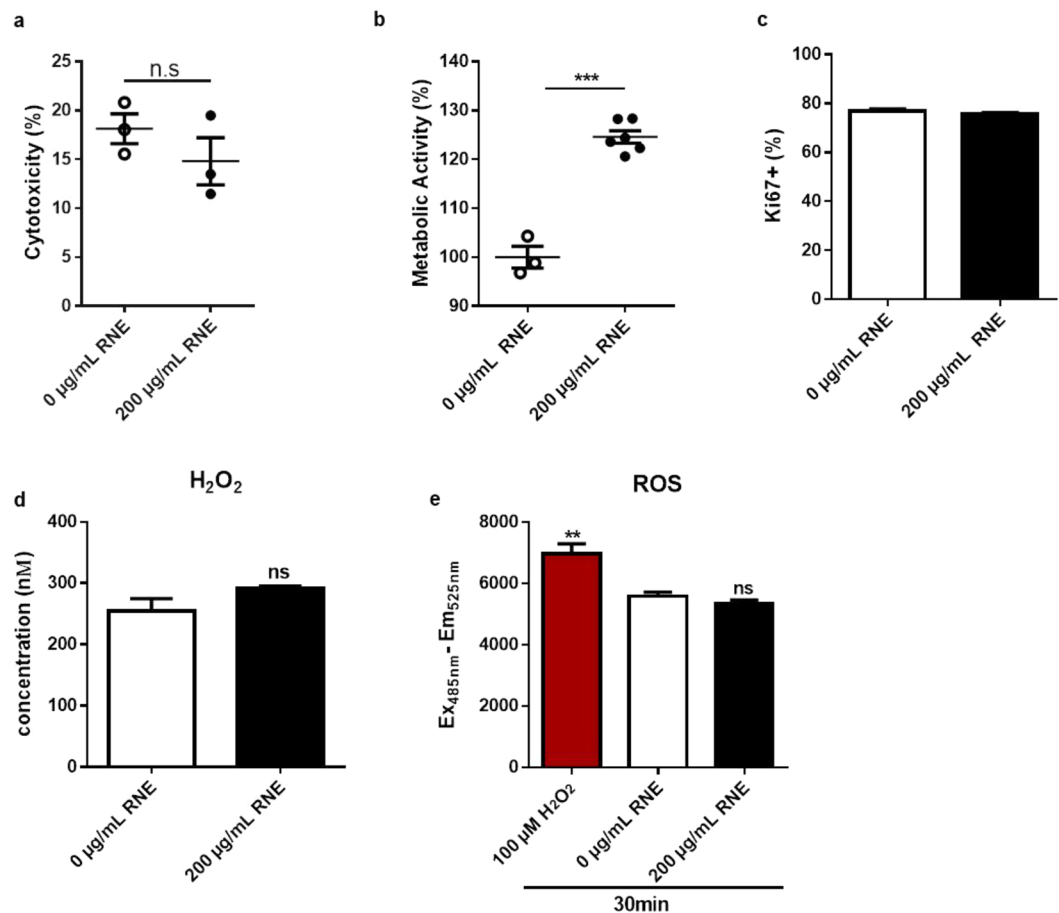 a
b
c
25
20
15
10
5
0
Cytotoxicity (%)
n.s
0 µg/mL RNE
200 µg/mL RNE
140
130
120
110
100
90
Metabolic Activity (%)
***
0 µg/mL RNE
200 µg/mL RNE
100
80
60
40
20
0
Ki67+ (%)
0 µg/mL RNE
200 µg/mL RNE
d
H₂O₂
400
300
200
100
0
concentration (nM)
ns
0 µg/mL RNE
200 µg/mL RNE
e
ROS
8000
6000
4000
2000
0
Ex485nm- Em525nm
**
ns
100 µM H₂O₂
0 µg/mL RNE
200 µg/mL RNE
30min